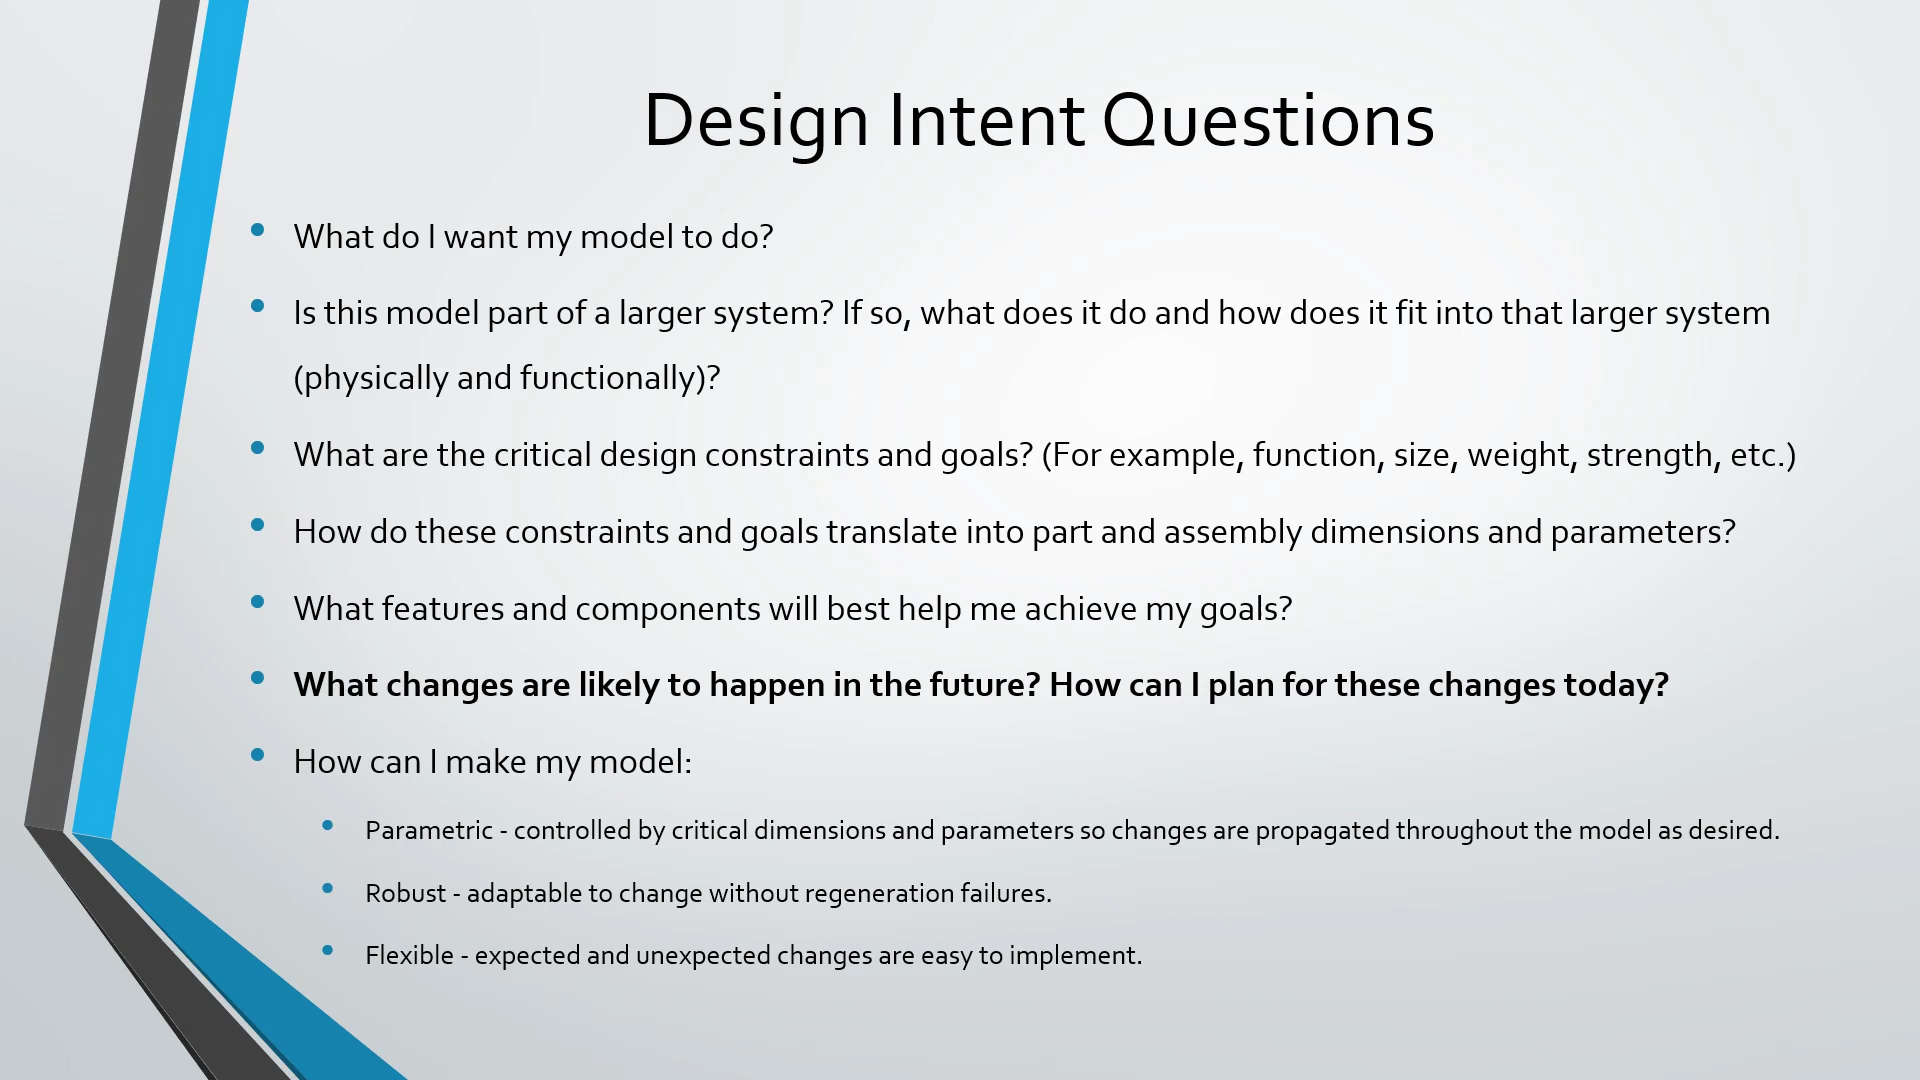 Design Intent Questions
• What do I want my model to do?
• Is this model part of a larger system? If so, what does it do and how does it fit into that larger system
(physically and functionally)?
• What are the critical design constraints and goals? (For example, function, size, weight, strength, etc.)
• How do these constraints and goals translate into part and assembly dimensions and parameters?
• What features and components will best help me achieve my goals?
• What changes are likely to happen in the future? How can I plan for these changes today?
• How can I make my model:
• Parametric - controlled by critical dimensions and parameters so changes are propagated throughout the model as desired.
• Robust - adaptable to change without regeneration failures.
• Flexible - expected and unexpected changes are easy to implement.